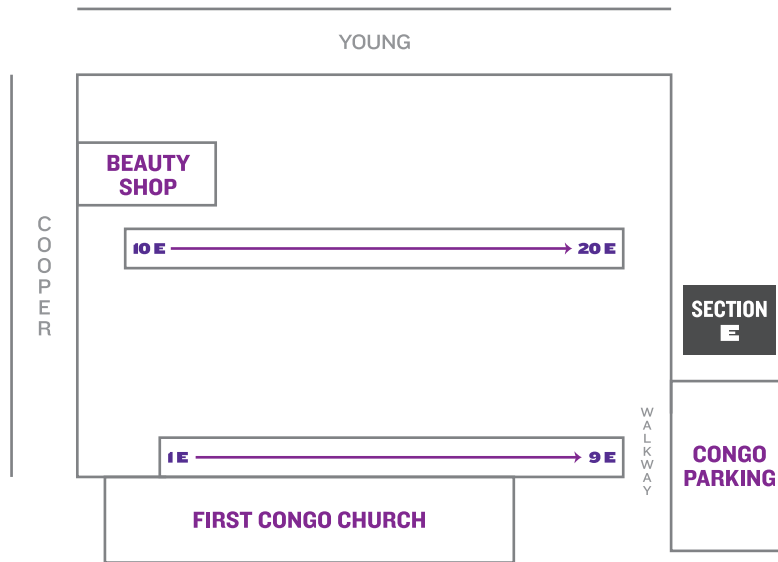 YOUNG
BEAUTY
SHOP
COOPER
10 E
20 E
SECTION
E
1 E
9 E
WALKWAY
CONGO
PARKING
FIRST CONGO CHURCH